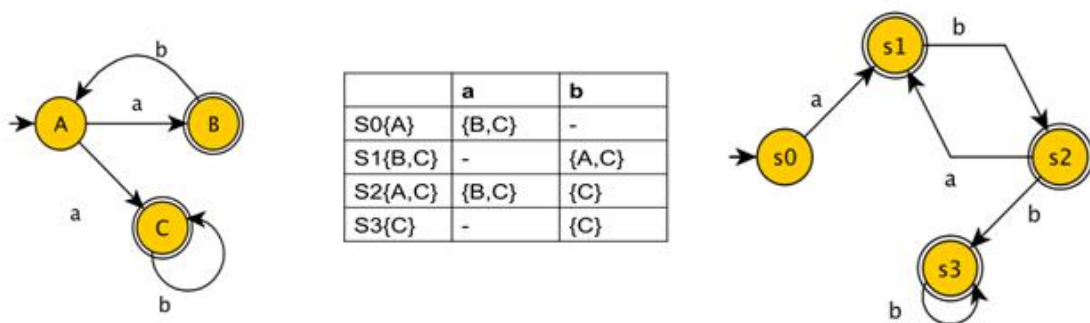 b
A
a
B
a
C
b
a b
S0{A} {B,C} -
S1{B,C} - {A,C}
S2{A,C} {B,C} {C}
S3{C} - {C}
s1
b
a
s0
s2
a
b
s3
b